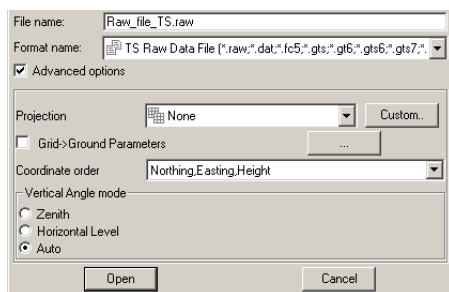 File name: Raw_file_TS.raw
Format name: TS Raw Data File (*.raw;*.dat;*.fc5;*.gts;*.gt6;*.gts6;*.gts7;*.
Advanced options
Projection None Custom..
Grid->Ground Parameters ...
Coordinate order Northing,Easting,Height
Vertical Angle mode
Zenith
Horizontal Level
Auto
Open Cancel